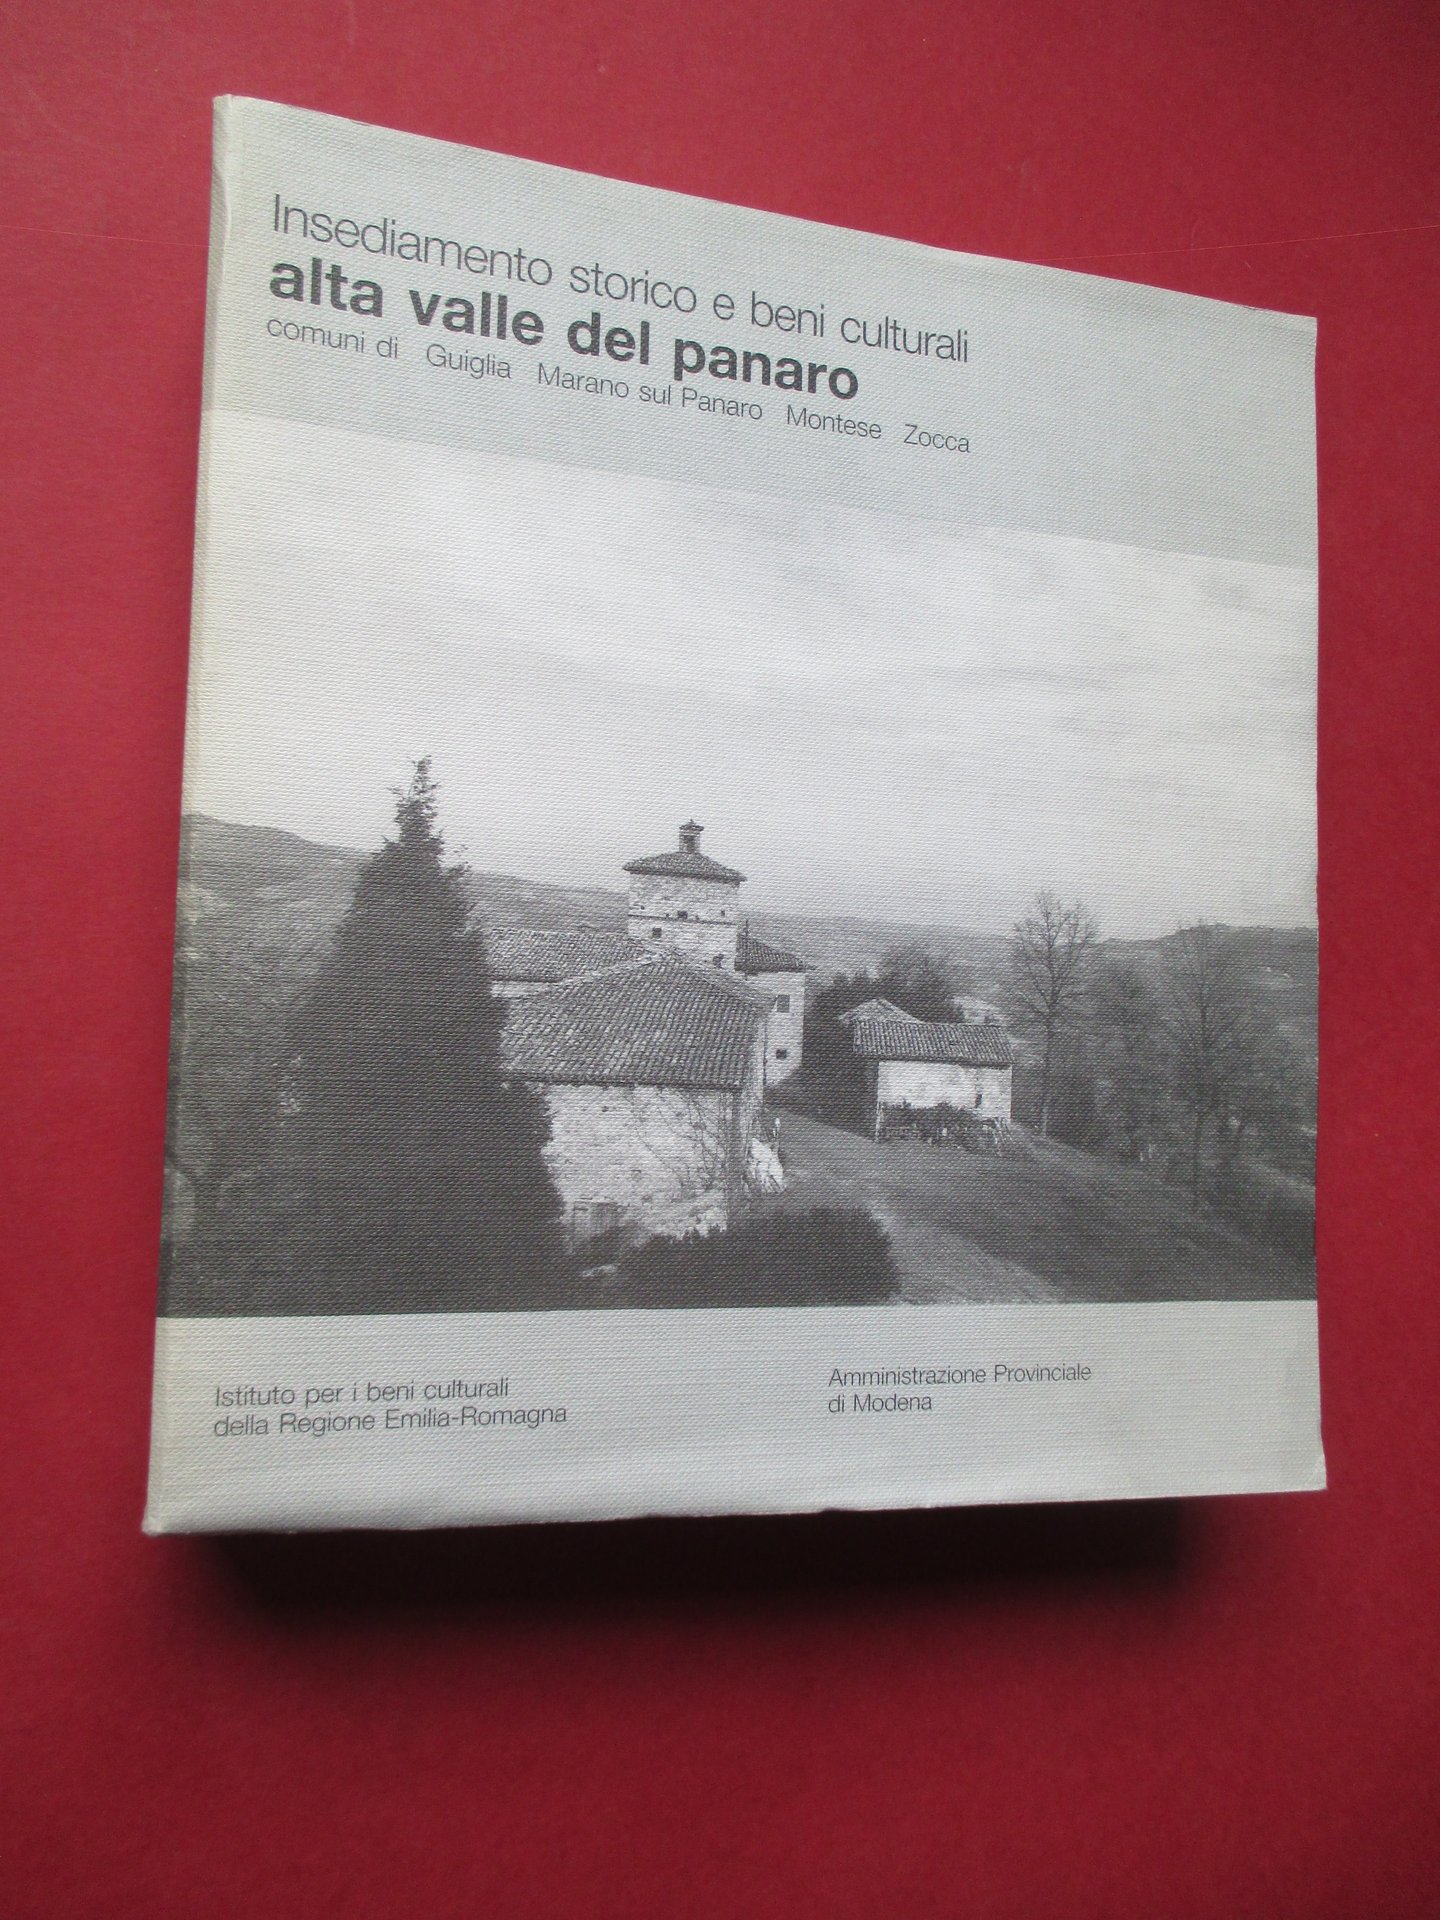 Insediamento storico e beni culturali
alta valle del panaro
comuni di Guiglia Marano sul Panaro Montese Zocca
Istituto per i beni culturali
della Regione Emilia-Romagna
Amministrazione Provinciale
di Modena